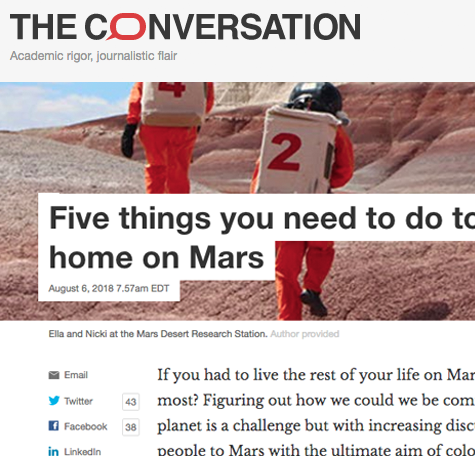 THE CONVERSATION
Academic rigor, journalistic flair
4
2
Five things you need to do to
home on Mars
August 6, 2018 7.57am EDT
Ella and Nicki at the Mars Desert Research Station. Author provided
Email
Twitter 43
Facebook 38
LinkedIn
If you had to live the rest of your life on Mar
most? Figuring out how we could we be com
planet is a challenge but with increasing disc
people to Mars with the ultimate aim of colo